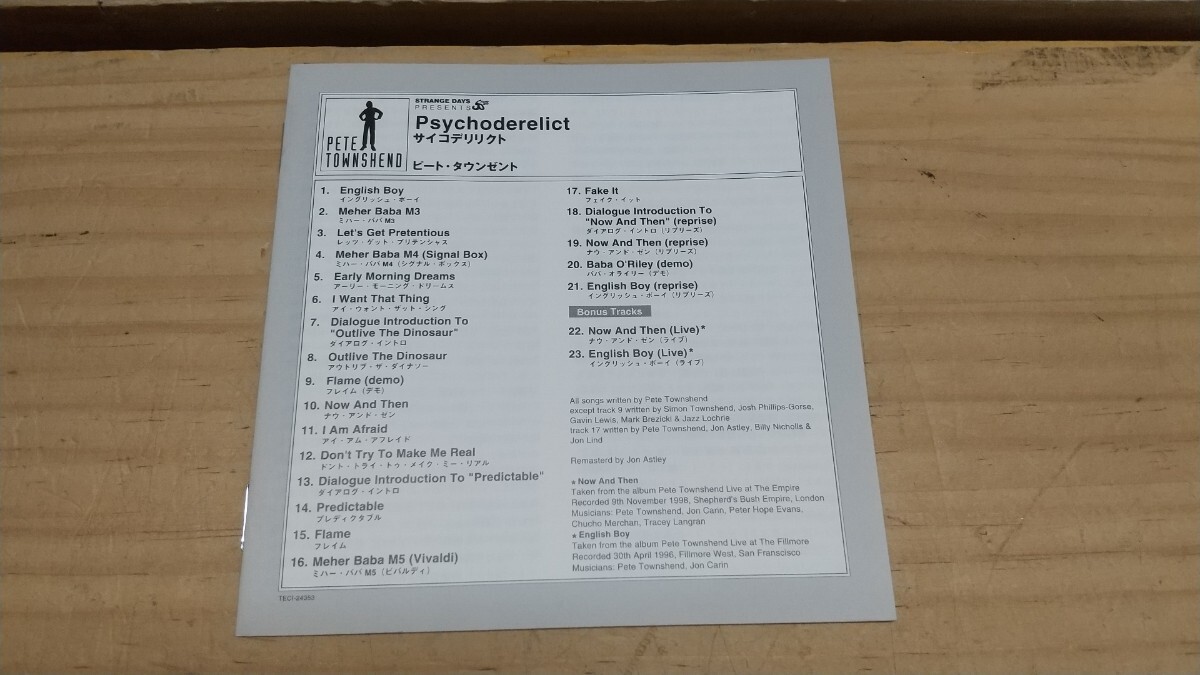 PETE
TOWNSHEND
STRANGE DAYS
PRESENTS
Psychoderelict
サイコデリリクト
ピート・タウンゼント
1. English Boy
イングリッシュ・ボーイ
2. Meher Baba M3
ミハー・ババ M3
3. Let's Get Pretentious
レッツ・ゲット・プリテンシャス
4. Meher Baba M4 (Signal Box)
ミハー・ババ M4（シグナル・ボックス）
5. Early Morning Dreams
アーリー・モーニング・ドリームス
6. I Want That Thing
アイ・ウォント・ザット・シング
7. Dialogue Introduction To
"Outlive The Dinosaur"
ダイアログ・イントロ
8. Outlive The Dinosaur
アウトリブ・ザ・ダイナソー
9. Flame (demo)
フレイム（デモ）
10. Now And Then
ナウ・アンド・ゼン
11. I Am Afraid
アイ・アム・アフレイド
12. Don't Try To Make Me Real
ドント・トライ・トゥ・メイク・ミー・リアル
13. Dialogue Introduction To "Predictable"
ダイアログ・イントロ
14. Predictable
プレディクタブル
15. Flame
フレイム
16. Meher Baba M5 (Vivaldi)
ミハー・ババ M5（ビバルディ）
17. Fake It
フェイク・イット
18. Dialogue Introduction To
"Now And Then" (reprise)
ダイアログ・イントロ（リプリーズ）
19. Now And Then (reprise)
ナウ・アンド・ゼン（リプリーズ）
20. Baba O'Riley (demo)
ババ・オライリー（デモ）
21. English Boy (reprise)
イングリッシュ・ボーイ（リプリーズ）
Bonus Tracks
22. Now And Then (Live)*
ナウ・アンド・ゼン（ライブ）
23. English Boy (Live)*
イングリッシュ・ボーイ（ライブ）
All songs written by Pete Townshend
except track 9 written by Simon Townshend, Josh Phillips-Gorse,
Gavin Lewis, Mark Brezicki & Jazz Lochrie
track 17 written by Pete Townshend, Jon Astley, Billy Nicholls &
Jon Lind
Remasterd by Jon Astley
* Now And Then
Taken from the album Pete Townshend Live at The Empire
Recorded 9th November 1998, Shepherd's Bush Empire, London
Musicians: Pete Townshend, Jon Carin, Peter Hope Evans,
Chucho Merchan, Tracey Langran
* English Boy
Taken from the album Pete Townshend Live at The Fillmore
Recorded 30th April 1996, Fillmore West, San Franscisco
Musicians: Pete Townshend, Jon Carin